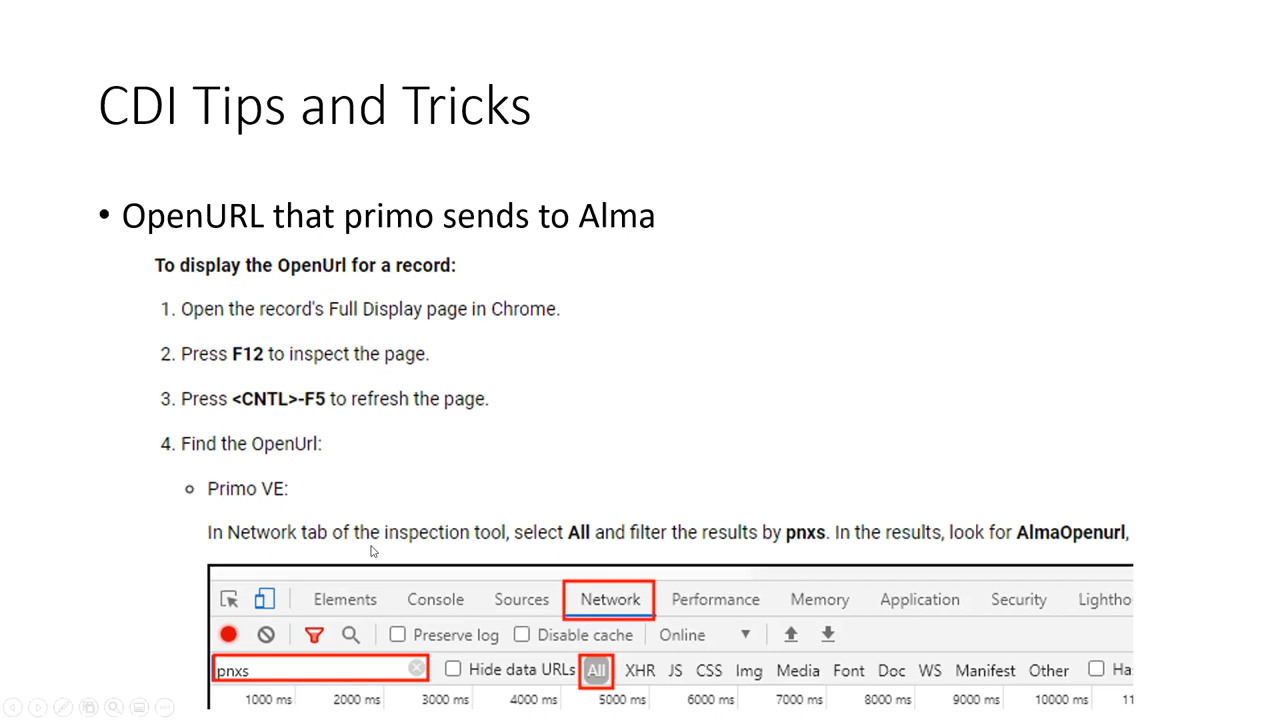 CDI Tips and Tricks
• OpenURL that primo sends to Alma
To display the OpenUrl for a record:
1. Open the record's Full Display page in Chrome.
2. Press F12 to inspect the page.
3. Press <CNTL>-F5 to refresh the page.
4. Find the OpenUrl:
Primo VE:
In Network tab of the inspection tool, select All and filter the results by pnxs. In the results, look for AlmaOpenurl,
Elements Console Sources Network Performance Memory Application Security Lightho
Preserve log Disable cache Online
pnxs Hide data URLs All XHR JS CSS Img Media Font Doc WS Manifest Other Ha
1000 ms 2000 ms 3000 ms 4000 ms 5000 ms 6000 ms 7000 ms 8000 ms 9000 ms 10000 ms 11